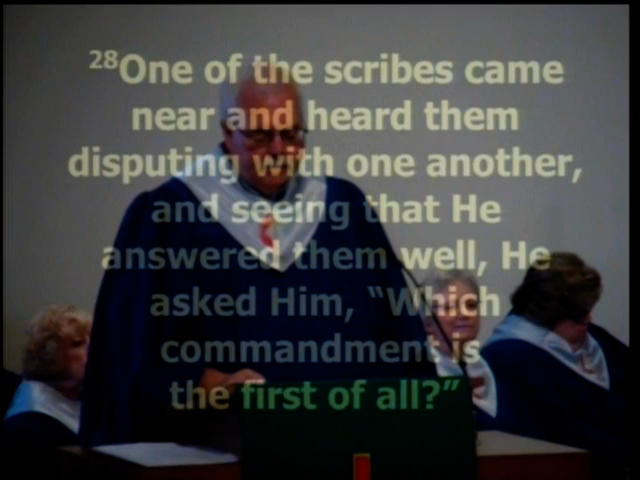 28One of the scribes came
near and heard them
disputing with one another,
and seeing that He
answered them well, He
asked Him, “Which
commandment is
the first of all?”